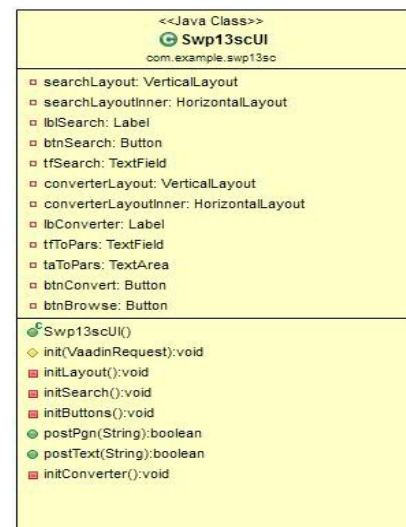 <<Java Class>>
Swp13scUI
com.example.swp13sc
searchLayout: VerticalLayout
searchLayoutInner: HorizontalLayout
lblSearch: Label
btnSearch: Button
tfSearch: TextField
converterLayout: VerticalLayout
converterLayoutInner: HorizontalLayout
lbConverter: Label
tfToPars: TextField
taToPars: TextArea
btnConvert: Button
btnBrowse: Button
Swp13scUI()
init(VaadinRequest):void
initLayout():void
initSearch():void
initButtons():void
postPgn(String):boolean
postText(String):boolean
initConverter():void